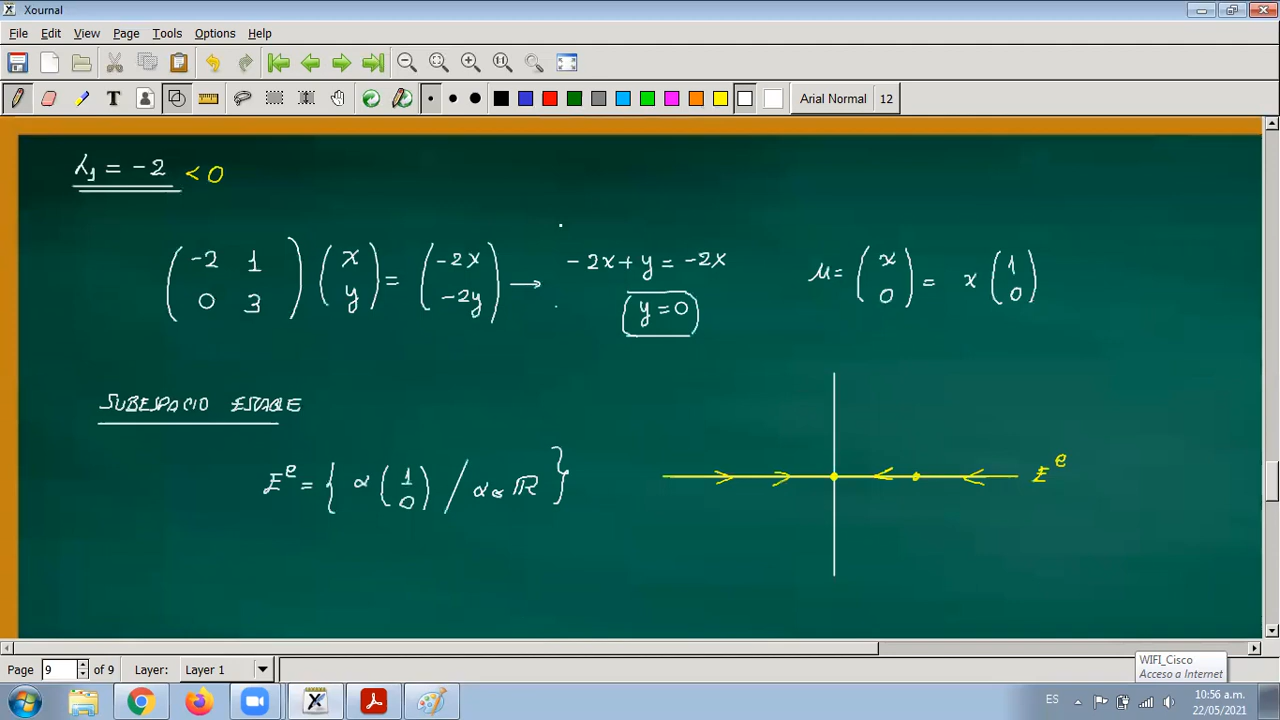 Xournal
File Edit View Page Tools Options Help
Arial Normal 12
λ₁ = -2 < 0
(-2 1
0 3) (x
y) = (-2x
-2y) → -2x + y = -2x
y = 0
μ = (x
0) = x (1
0)
SUBESPACIO ESTABLE
E^e = { α (1
0) / α ∈ ℝ }
E^e
Page 9 of 9 Layer: Layer 1
WIFI_Cisco
Acceso a Internet
ES
10:56 a.m.
22/05/2021